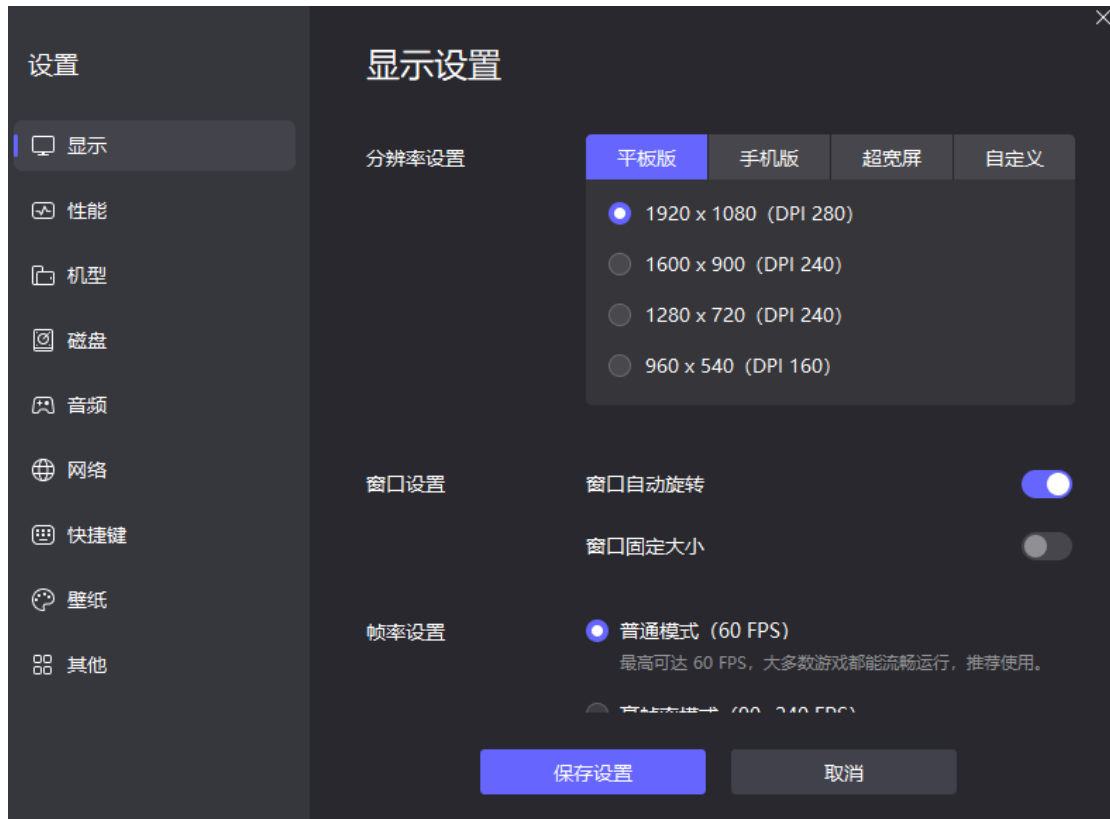 设置
显示
性能
机型
磁盘
音频
网络
快捷键
壁纸
其他
显示设置
分辨率设置
平板版 手机版 超宽屏 自定义
1920 x 1080（DPI 280）
1600 x 900（DPI 240）
1280 x 720（DPI 240）
960 x 540（DPI 160）
窗口设置
窗口自动旋转
窗口固定大小
帧率设置
普通模式（60 FPS）
最高可达 60 FPS，大多数游戏都能流畅运行，推荐使用。
保存设置 取消